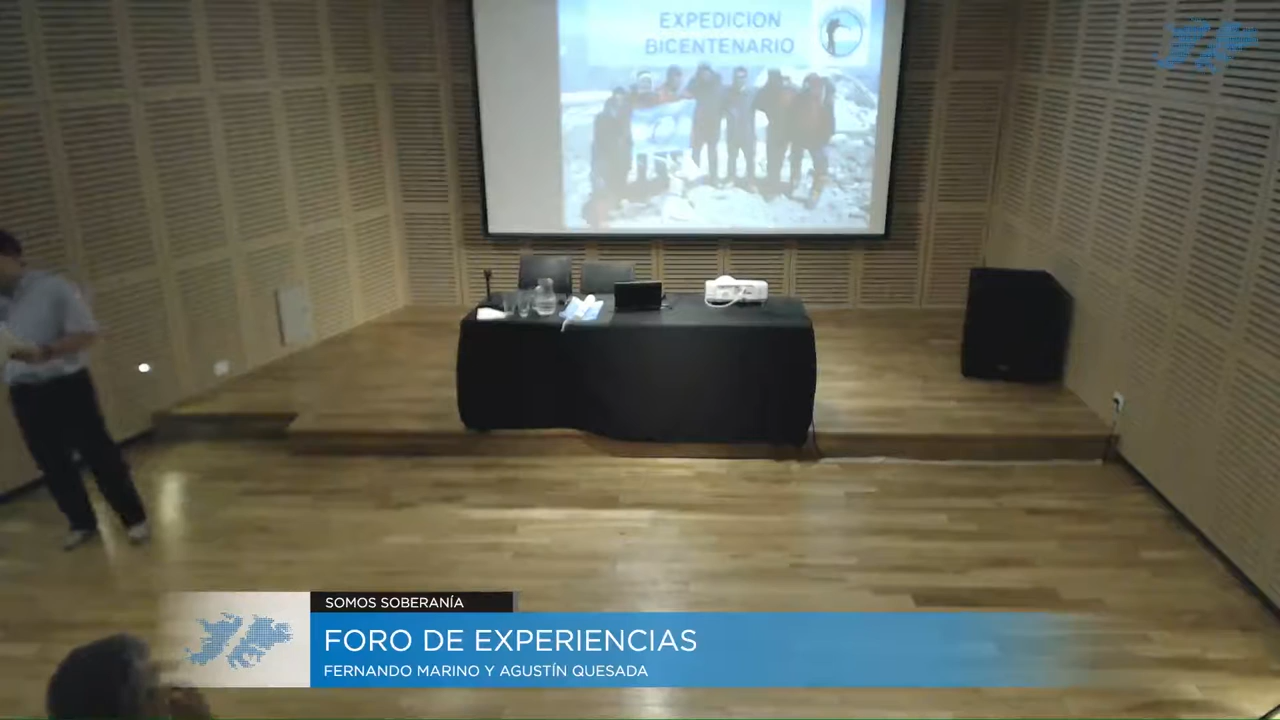 EXPEDICION
BICENTENARIO
SOMOS SOBERANÍA
FORO DE EXPERIENCIAS
FERNANDO MARINO Y AGUSTÍN QUESADA